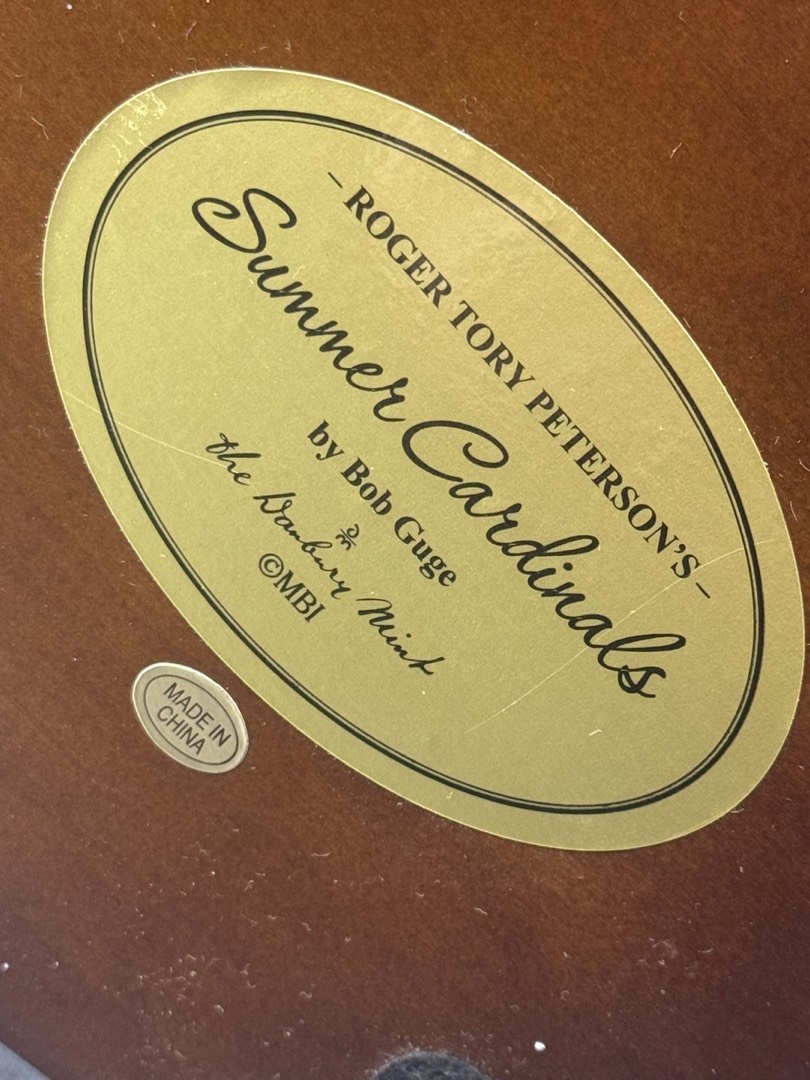 – ROGER TORY PETERSON'S –
Summer Cardinals
by Bob Guge
the Danbury Mint
©MBI
MADE IN
CHINA